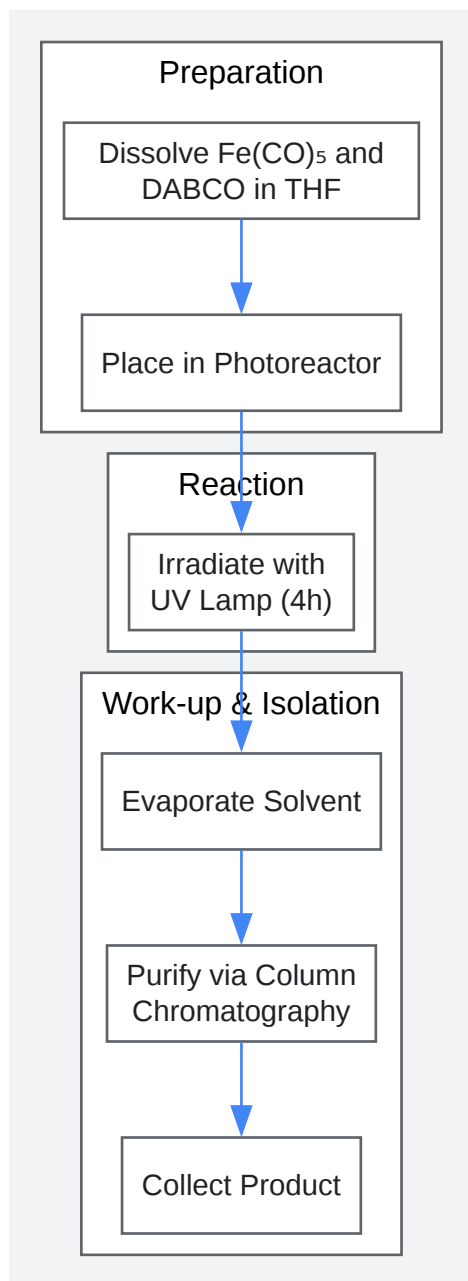 Preparation
Dissolve Fe(CO)₅ and
DABCO in THF
Place in Photoreactor
Reaction
Irradiate with
UV Lamp (4h)
Work-up & Isolation
Evaporate Solvent
Purify via Column
Chromatography
Collect Product